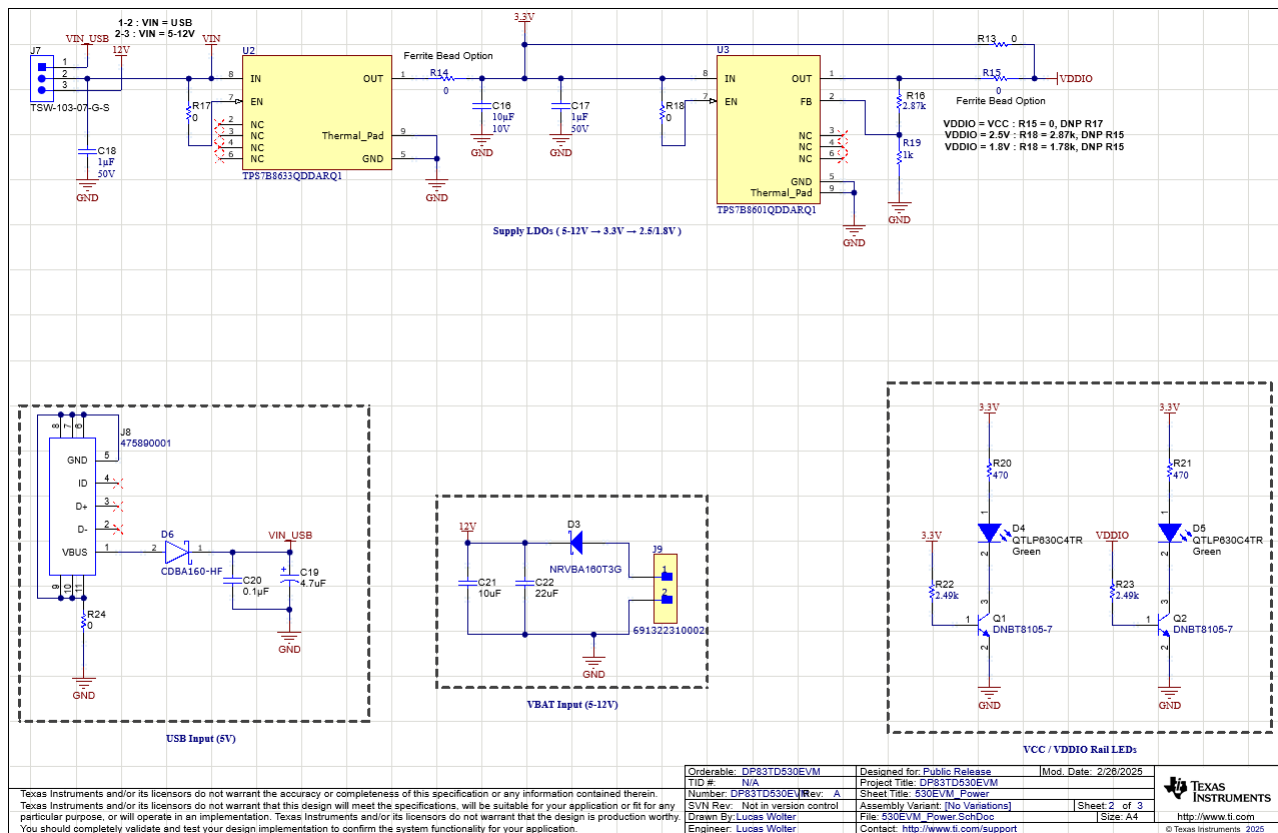 1-2 : VIN = USB
2-3 : VIN = 5-12V
J7
VIN_USB
12V
VIN
1
2
3
TSW-103-07-G-S
C18
1µF
50V
GND
R17
0
U2
8 IN OUT 1
7 EN
2 NC
3 NC
4 NC
6 NC
Thermal_Pad 9
GND 5
TPS7B8633QDDARQ1
GND
Ferrite Bead Option
R14
0
3.3V
C16
10µF
10V
GND
C17
1µF
50V
GND
R18
0
U3
8 IN OUT 1
7 EN FB 2
NC 3
NC 4
NC 6
GND 5
Thermal_Pad 9
TPS7B8601QDDARQ1
GND
R13 0
R15
0
VDDIO
Ferrite Bead Option
R16
2.87k
R19
1k
GND
VDDIO = VCC : R15 = 0, DNP R17
VDDIO = 2.5V : R18 = 2.87k, DNP R15
VDDIO = 1.8V : R18 = 1.78k, DNP R15
Supply LDOs ( 5-12V → 3.3V → 2.5/1.8V )
8 7 6
J8
475890001
GND 5
ID 4
D+ 3
D- 2
VBUS 1
9 10 11
R24
0
GND
D6
2 1
CDBA160-HF
VIN_USB
C20
0.1µF
+ C19
4.7uF
GND
USB Input (5V)
12V
D3
NRVBA160T3G
J9
1
2
691322310002
C21
10uF
C22
22uF
GND
VBAT Input (5-12V)
3.3V
R20
470
1
D4
QTLP630C4TR
Green
2
3.3V
R22
2.49k
3
1
Q1
DNBT8105-7
2
GND
3.3V
R21
470
1
D5
QTLP630C4TR
Green
2
VDDIO
R23
2.49k
3
1
Q2
DNBT8105-7
2
GND
VCC / VDDIO Rail LEDs
Texas Instruments and/or its licensors do not warrant the accuracy or completeness of this specification or any information contained therein.
Texas Instruments and/or its licensors do not warrant that this design will meet the specifications, will be suitable for your application or fit for any
particular purpose, or will operate in an implementation. Texas Instruments and/or its licensors do not warrant that the design is production worthy.
You should completely validate and test your design implementation to confirm the system functionality for your application.
Orderable: DP83TD530EVM Designed for: Public Release Mod. Date: 2/26/2025
TID #: N/A Project Title: DP83TD530EVM
Number: DP83TD530EVM Rev: A Sheet Title: 530EVM_Power
SVN Rev: Not in version control Assembly Variant: [No Variations] Sheet: 2 of 3
Drawn By: Lucas Wolter File: 530EVM_Power.SchDoc Size: A4
Engineer: Lucas Wolter Contact: http://www.ti.com/support
TEXAS
INSTRUMENTS
http://www.ti.com
© Texas Instruments 2025